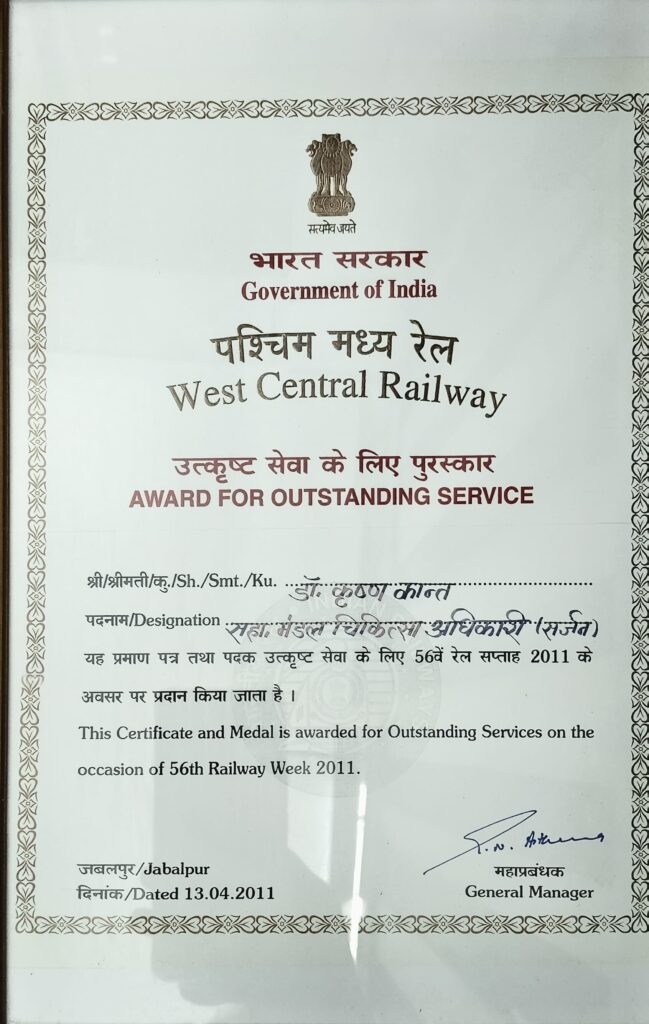 सत्यमेव जयते
भारत सरकार
Government of India
पश्चिम मध्य रेल
West Central Railway
उत्कृष्ट सेवा के लिए पुरस्कार
AWARD FOR OUTSTANDING SERVICE
श्री/श्रीमती/कु./Sh./Smt./Ku. डॉ. कृष्ण कान्त
पदनाम/Designation सहा. मंडल चिकित्सा अधिकारी (सर्जन)
यह प्रमाण पत्र तथा पदक उत्कृष्ट सेवा के लिए 56वें रेल सप्ताह 2011 के
अवसर पर प्रदान किया जाता है ।
This Certificate and Medal is awarded for Outstanding Services on the
occasion of 56th Railway Week 2011.
जबलपुर/Jabalpur
दिनांक/Dated 13.04.2011
महाप्रबंधक
General Manager